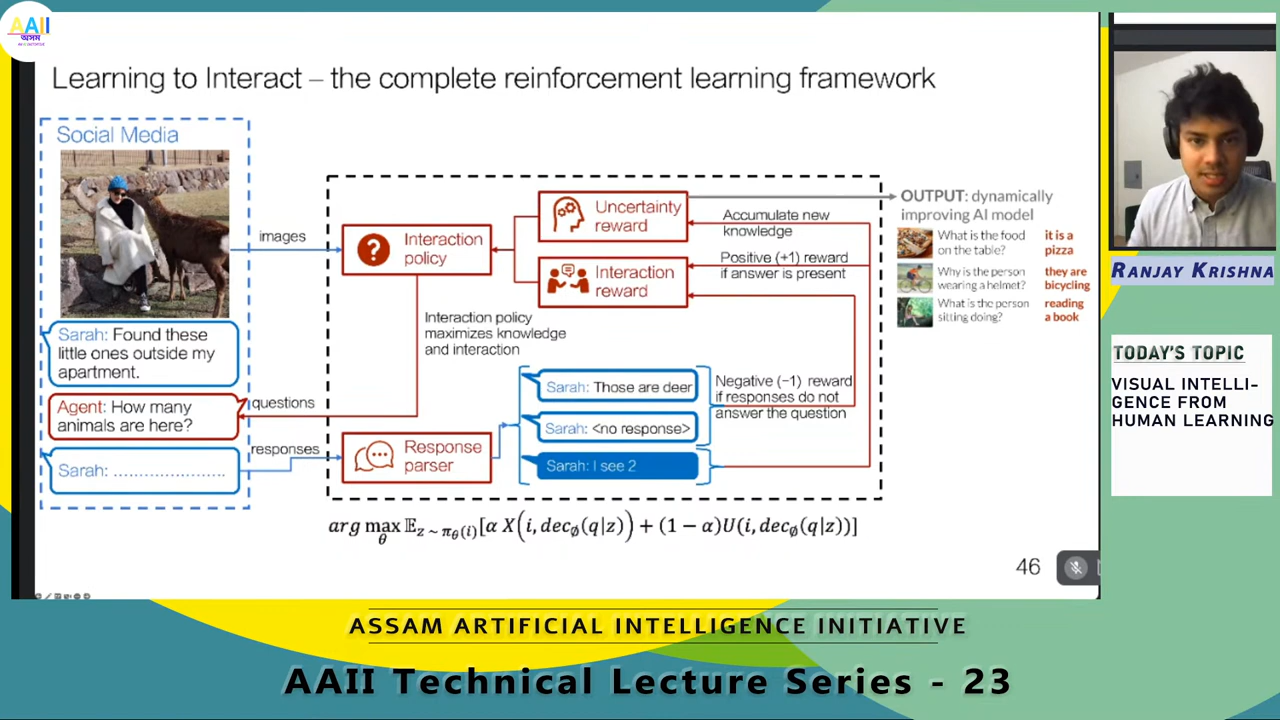 AAII
অসম
Learning to Interact – the complete reinforcement learning framework
Social Media
Sarah: Found these
little ones outside my
apartment.
Agent: How many
animals are here?
Sarah: ......................
images
questions
responses
Interaction
policy
Uncertainty
reward
Interaction
reward
Interaction policy
maximizes knowledge
and interaction
Response
parser
Sarah: Those are deer
Sarah: <no response>
Sarah: I see 2
Accumulate new
knowledge
Positive (+1) reward
if answer is present
Negative (−1) reward
if responses do not
answer the question
OUTPUT: dynamically
improving AI model
What is the food
on the table?
it is a
pizza
Why is the person
wearing a helmet?
they are
bicycling
What is the person
sitting doing?
reading
a book
arg max_θ 𝔼_{z ~ π_θ(i)}[α X(i, dec_∅(q|z)) + (1 − α)U(i, dec_∅(q|z))]
46
RANJAY KRISHNA
TODAY'S TOPIC
VISUAL INTELLI-
GENCE FROM
HUMAN LEARNING
ASSAM ARTIFICIAL INTELLIGENCE INITIATIVE
AAII Technical Lecture Series - 23